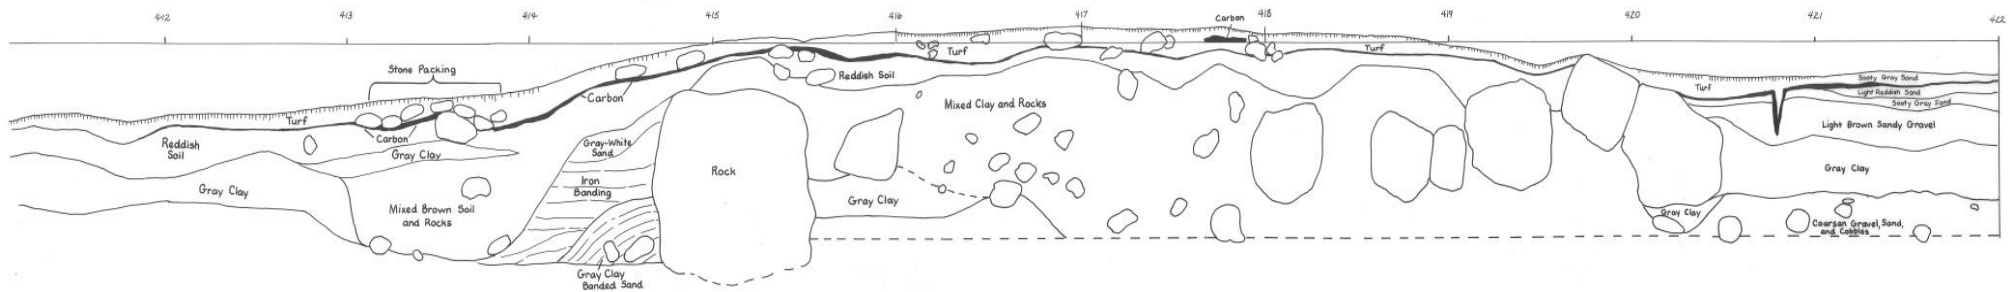 412 413 414 415 416 417 418 419 420 421 422
Carbon
Turf
Turf
Stone Packing
Reddish Soil
Sooty Gray Sand
Turf
Light Reddish Sand
Carbon
Mixed Clay and Rocks
Sooty Gray Sand
Turf
Light Brown Sandy Gravel
Carbon
Reddish
Soil
Gray-White
Sand
Gray Clay
Rock
Gray Clay
Iron
Banding
Gray Clay
Gray Clay
Mixed Brown Soil
and Rocks
Gray Clay
Coarsan Gravel, Sand,
and Cobbles
Gray Clay
Banded Sand